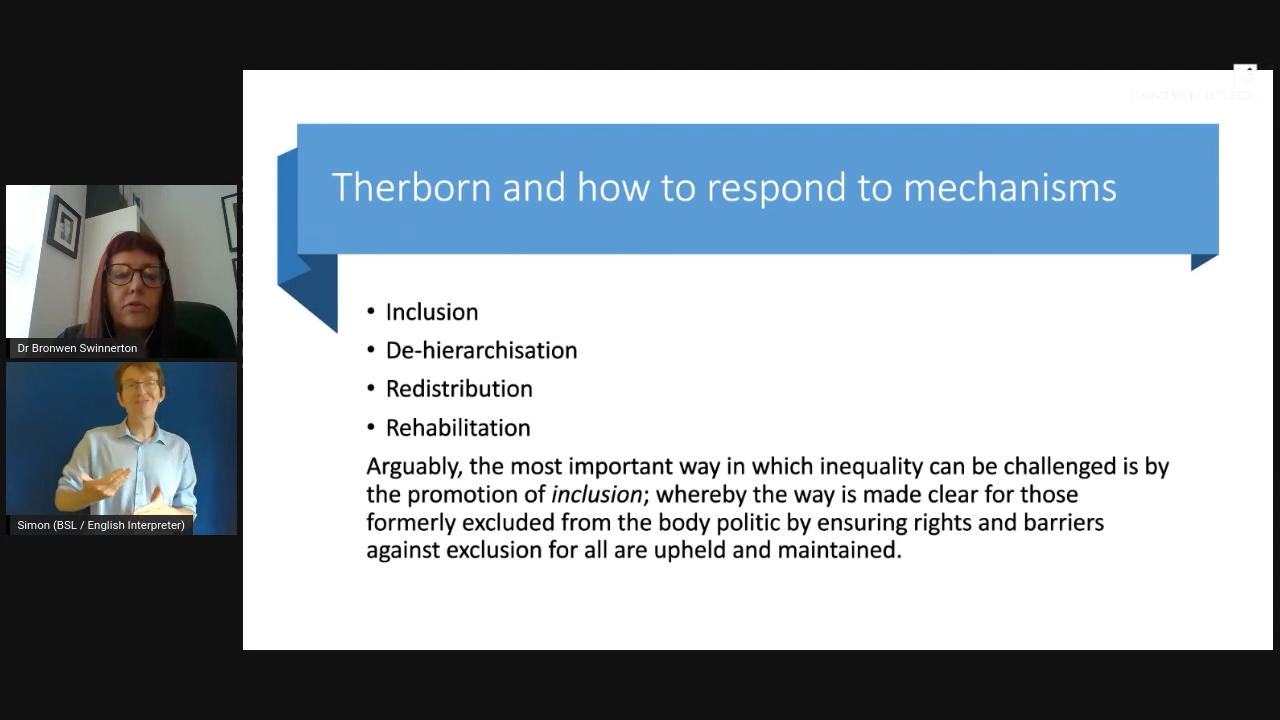 Therborn and how to respond to mechanisms
• Inclusion
• De-hierarchisation
• Redistribution
• Rehabilitation
Arguably, the most important way in which inequality can be challenged is by
the promotion of inclusion; whereby the way is made clear for those
formerly excluded from the body politic by ensuring rights and barriers
against exclusion for all are upheld and maintained.
Dr Bronwen Swinnerton
Simon (BSL / English Interpreter)